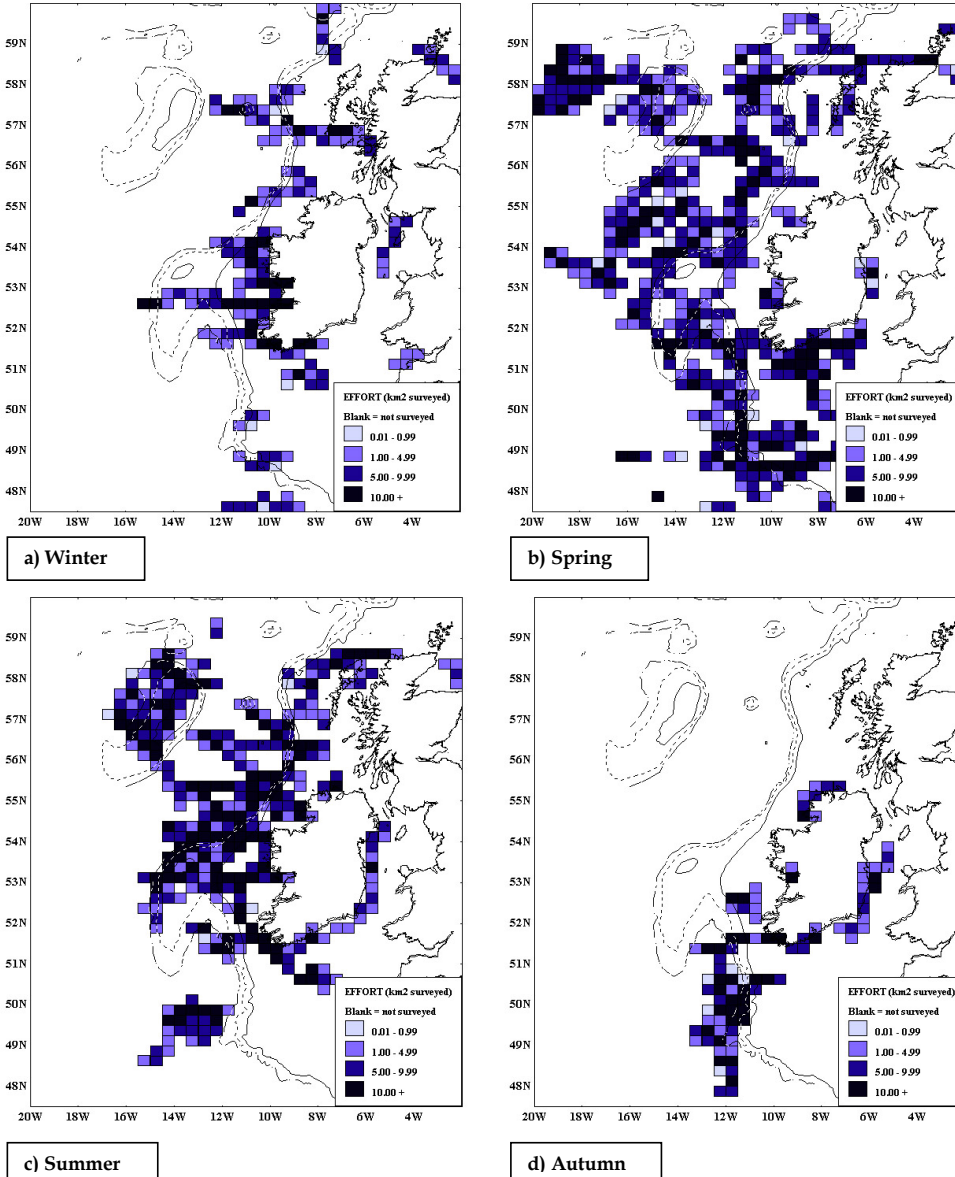 59N
58N
57N
56N
55N
54N
53N
52N
51N
50N
49N
48N
EFFORT (km2 surveyed)
Blank = not surveyed
0.01 - 0.99
1.00 - 4.99
5.00 - 9.99
10.00 +
20W 16W 14W 12W 10W 8W 6W 4W
a) Winter
59N
58N
57N
56N
55N
54N
53N
52N
51N
50N
49N
48N
EFFORT (km2 surveyed)
Blank = not surveyed
0.01 - 0.99
1.00 - 4.99
5.00 - 9.99
10.00 +
20W 16W 14W 12W 10W 8W 6W 4W
b) Spring
59N
58N
57N
56N
55N
54N
53N
52N
51N
50N
49N
48N
EFFORT (km2 surveyed)
Blank = not surveyed
0.01 - 0.99
1.00 - 4.99
5.00 - 9.99
10.00 +
20W 16W 14W 12W 10W 8W 6W 4W
c) Summer
59N
58N
57N
56N
55N
54N
53N
52N
51N
50N
49N
48N
EFFORT (km2 surveyed)
Blank = not surveyed
0.01 - 0.99
1.00 - 4.99
5.00 - 9.99
10.00 +
20W 16W 14W 12W 10W 8W 6W 4W
d) Autumn